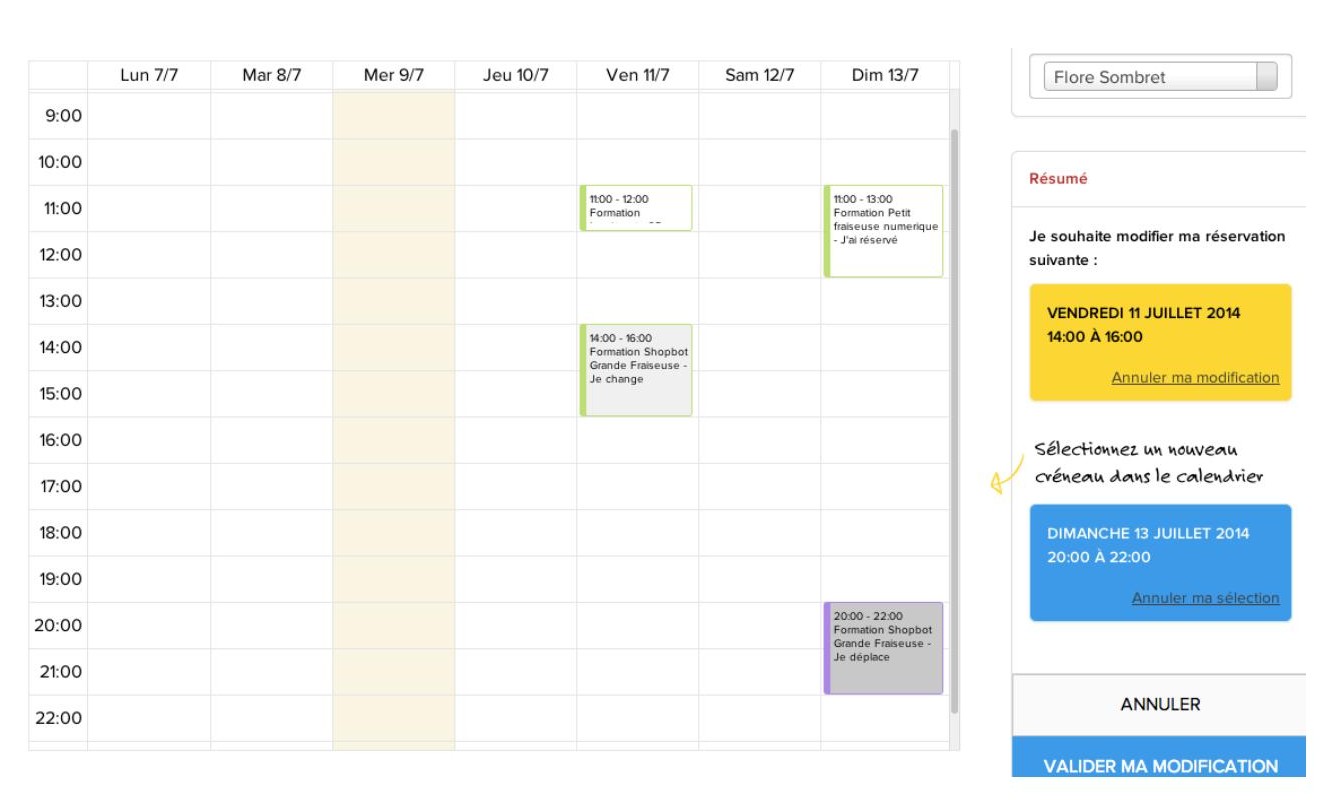 Lun 7/7 Mar 8/7 Mer 9/7 Jeu 10/7 Ven 11/7 Sam 12/7 Dim 13/7
9:00
10:00
11:00
12:00
13:00
14:00
15:00
16:00
17:00
18:00
19:00
20:00
21:00
22:00
11:00 - 12:00
Formation
14:00 - 16:00
Formation Shopbot
Grande Fraiseuse -
Je change
11:00 - 13:00
Formation Petit
fraiseuse numerique
- J'ai réservé
20:00 - 22:00
Formation Shopbot
Grande Fraiseuse -
Je déplace
Flore Sombret
Résumé
Je souhaite modifier ma réservation
suivante :
VENDREDI 11 JUILLET 2014
14:00 À 16:00
Annuler ma modification
Sélectionnez un nouveau
créneau dans le calendrier
DIMANCHE 13 JUILLET 2014
20:00 À 22:00
Annuler ma sélection
ANNULER
VALIDER MA MODIFICATION